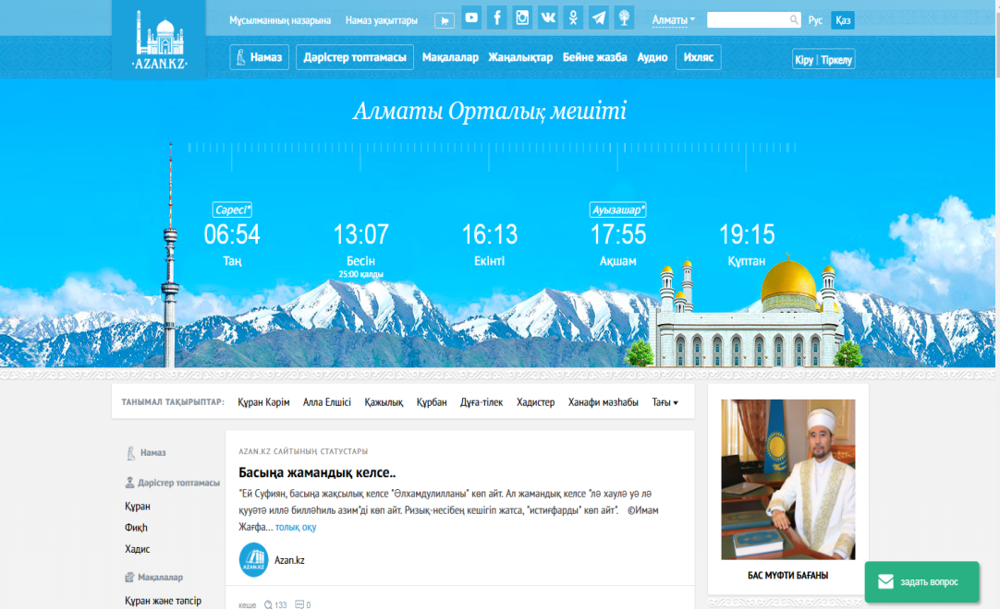 Мұсылманның назарына Намаз уақыттары Алматы Рус Қаз
·AZAN.KZ·
Намаз Дәрістер топтамасы Мақалалар Жаңалықтар Бейне жазба Аудио Ихляс Кіру | Тіркелу
Алматы Орталық мешіті
Сәресі* Ауызашар*
06:54 13:07 16:13 17:55 19:15
Таң Бесін Екінті Ақшам Құптан
25:00 қалды
ТАНЫМАЛ ТАҚЫРЫПТАР: Құран Кәрім Алла Елшісі Қажылық Құрбан Дұға-тілек Хадистер Ханафи мәзһабы Тағы
Намаз
Дәрістер топтамасы
Құран
Фиқһ
Хадис
Мақалалар
Құран және тәпсір
AZAN.KZ САЙТЫНЫҢ СТАТУСТАРЫ
Басыңа жамандық келсе..
"Ей Суфиян, басыңа жақсылық келсе "Әлхамдулилланы" көп айт. Ал жамандық келсе "лә хаулә уә лә
қууәтә иллә билләһиль азим"ді көп айт. Ризық-несібең кешігіп жатса, "истиғфарды" көп айт". ©Имам
Жағфа... толық оқу
AZAN.KZ
Azan.kz
кеше 133 0
БАС МҮФТИ БАҒАНЫ
задать вопрос